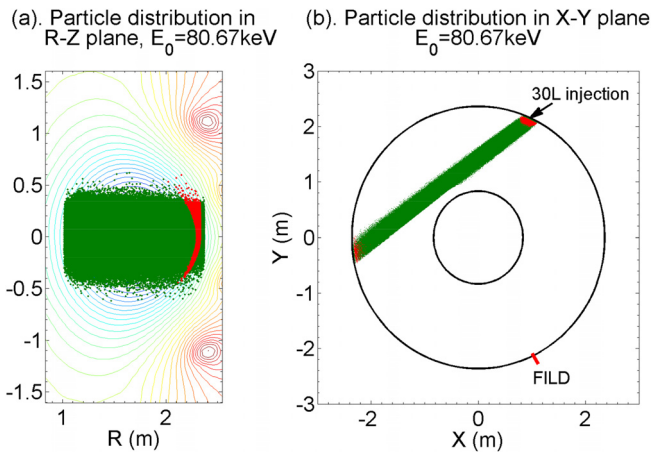 (a). Particle distribution in
R-Z plane, E0=80.67keV
1.5
1
0.5
0
-0.5
-1
-1.5
1
2
R (m)
(b). Particle distribution in X-Y plane
E0=80.67keV
3
2
1
0
-1
-2
-3
-2
0
2
Y (m)
X (m)
30L injection
FILD